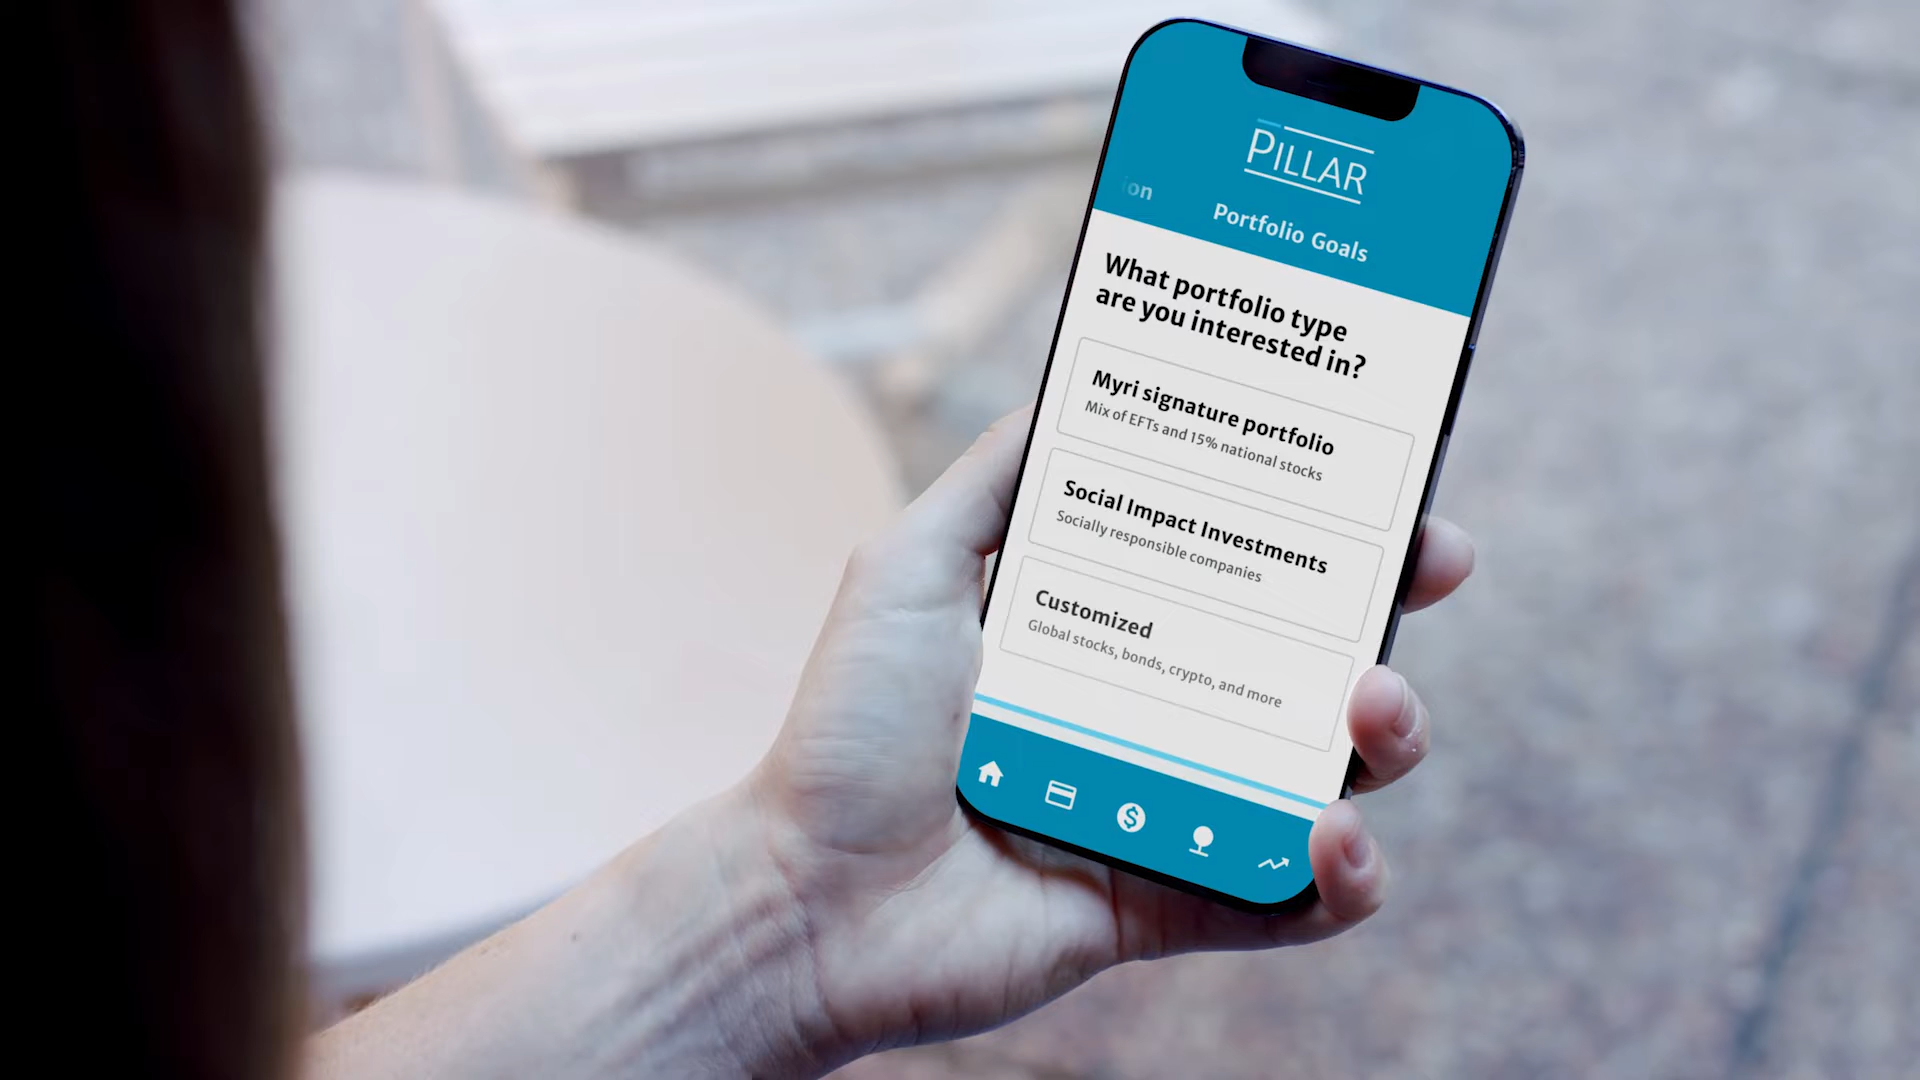 PILLAR
ion
Portfolio Goals
What portfolio type
are you interested in?
Myri signature portfolio
Mix of EFTs and 15% national stocks
Social Impact Investments
Socially responsible companies
Customized
Global stocks, bonds, crypto, and more
$